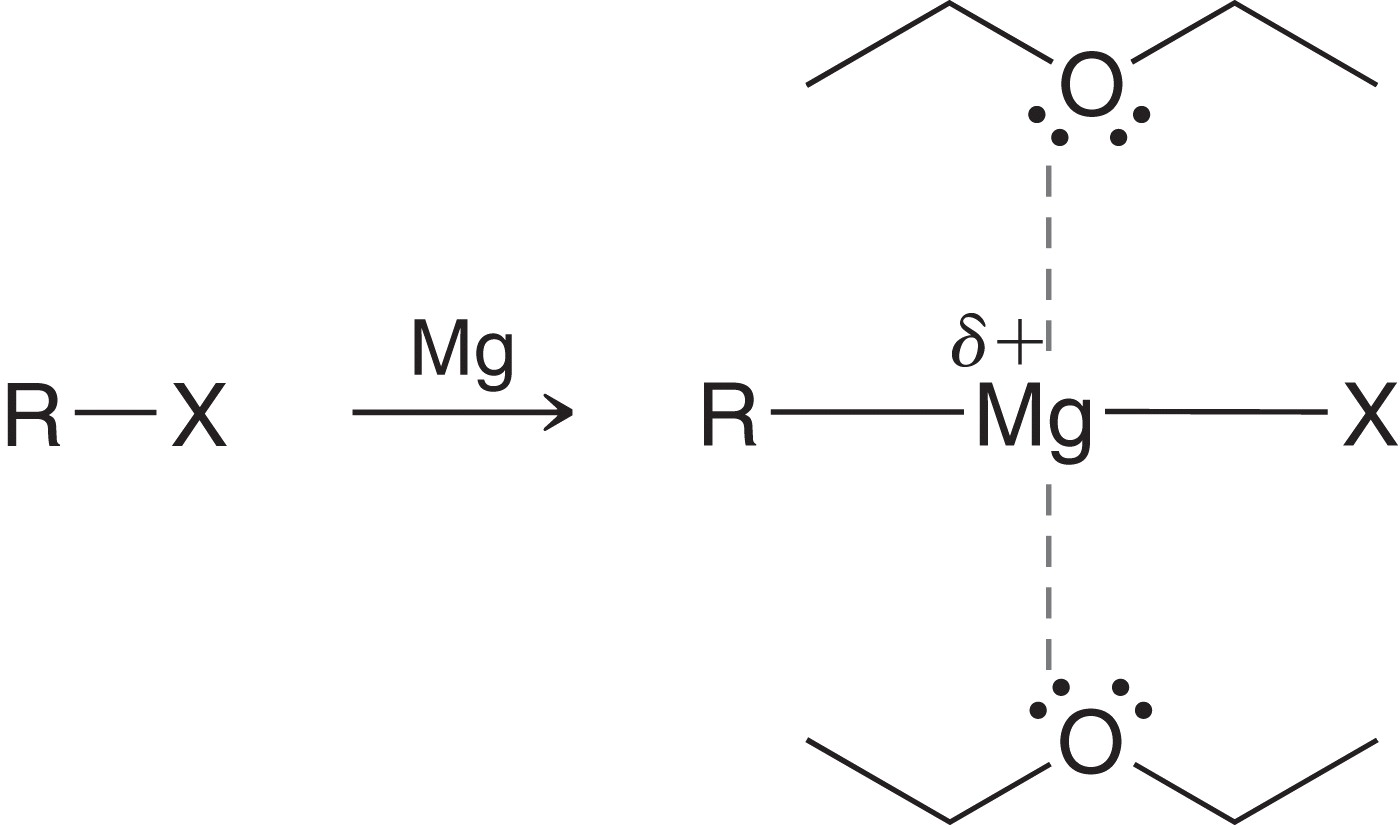 O
Mg
δ+
R X R Mg X
O